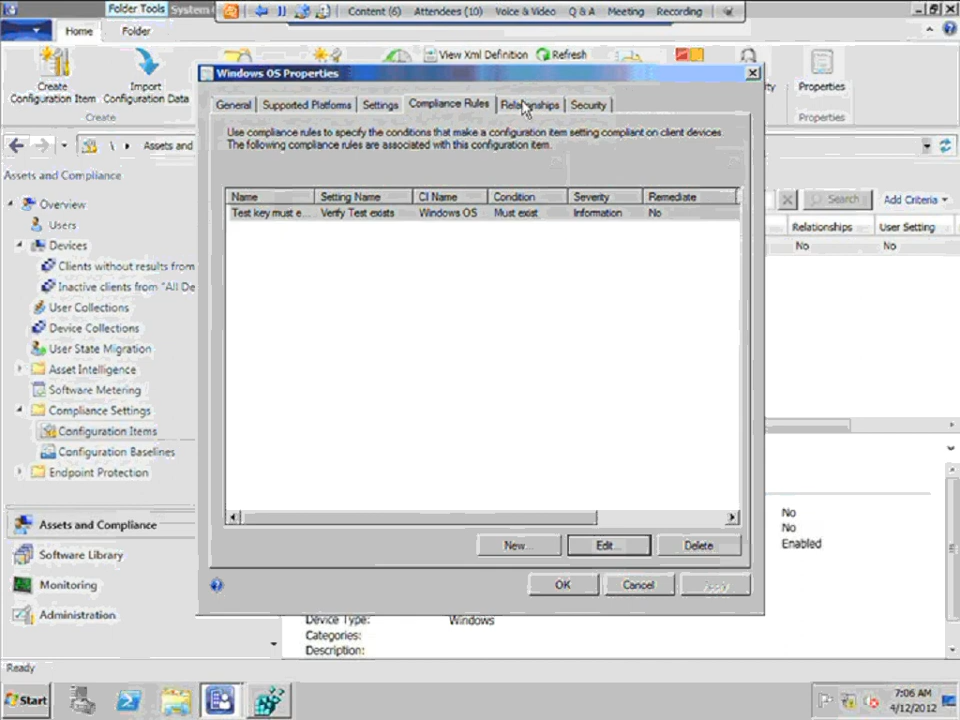 Folder Tools System
Content (6) Attendees (10) Voice & Video Q & A Meeting Recording
Home Folder
View Xml Definition Refresh
Create
Configuration Item
Import
Configuration Data
Properties
Create
Properties
Windows OS Properties
General Supported Platforms Settings Compliance Rules Relationships Security
\ Assets and
Use compliance rules to specify the conditions that make a configuration item setting compliant on client devices.
The following compliance rules are associated with this configuration item.
Name Setting Name CI Name Condition Severity Remediate
Test key must e... Verify Test exists Windows OS Must exist Information No
New... Edit... Delete
OK Cancel Apply
Search Add Criteria
Relationships User Setting
No No
Assets and Compliance
Overview
Users
Devices
Clients without results from
Inactive clients from "All De
User Collections
Device Collections
User State Migration
Asset Intelligence
Software Metering
Compliance Settings
Configuration Items
Configuration Baselines
Endpoint Protection
Assets and Compliance
Software Library
Monitoring
Administration
No
No
Enabled
Device Type: Windows
Categories:
Description:
Ready
Start
7:06 AM
4/12/2012